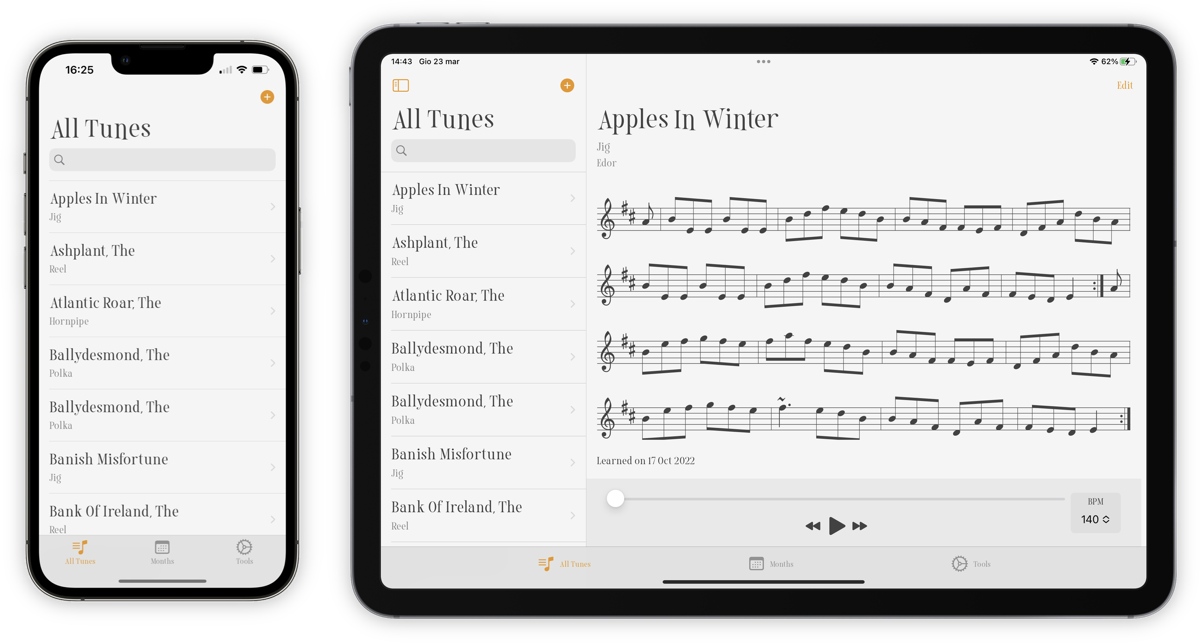 16:25
All Tunes
Apples In Winter
Jig
Ashplant, The
Reel
Atlantic Roar, The
Hornpipe
Ballydesmond, The
Polka
Ballydesmond, The
Polka
Banish Misfortune
Jig
Bank Of Ireland, The
Reel
All Tunes
Months
Tools
14:43 Gio 23 mar
62%
All Tunes
Apples In Winter
Jig
Ashplant, The
Reel
Atlantic Roar, The
Hornpipe
Ballydesmond, The
Polka
Ballydesmond, The
Polka
Banish Misfortune
Jig
Bank Of Ireland, The
Reel
Edit
Apples In Winter
Jig
Edor
Learned on 17 Oct 2022
BPM
140
All Tunes
Months
Tools